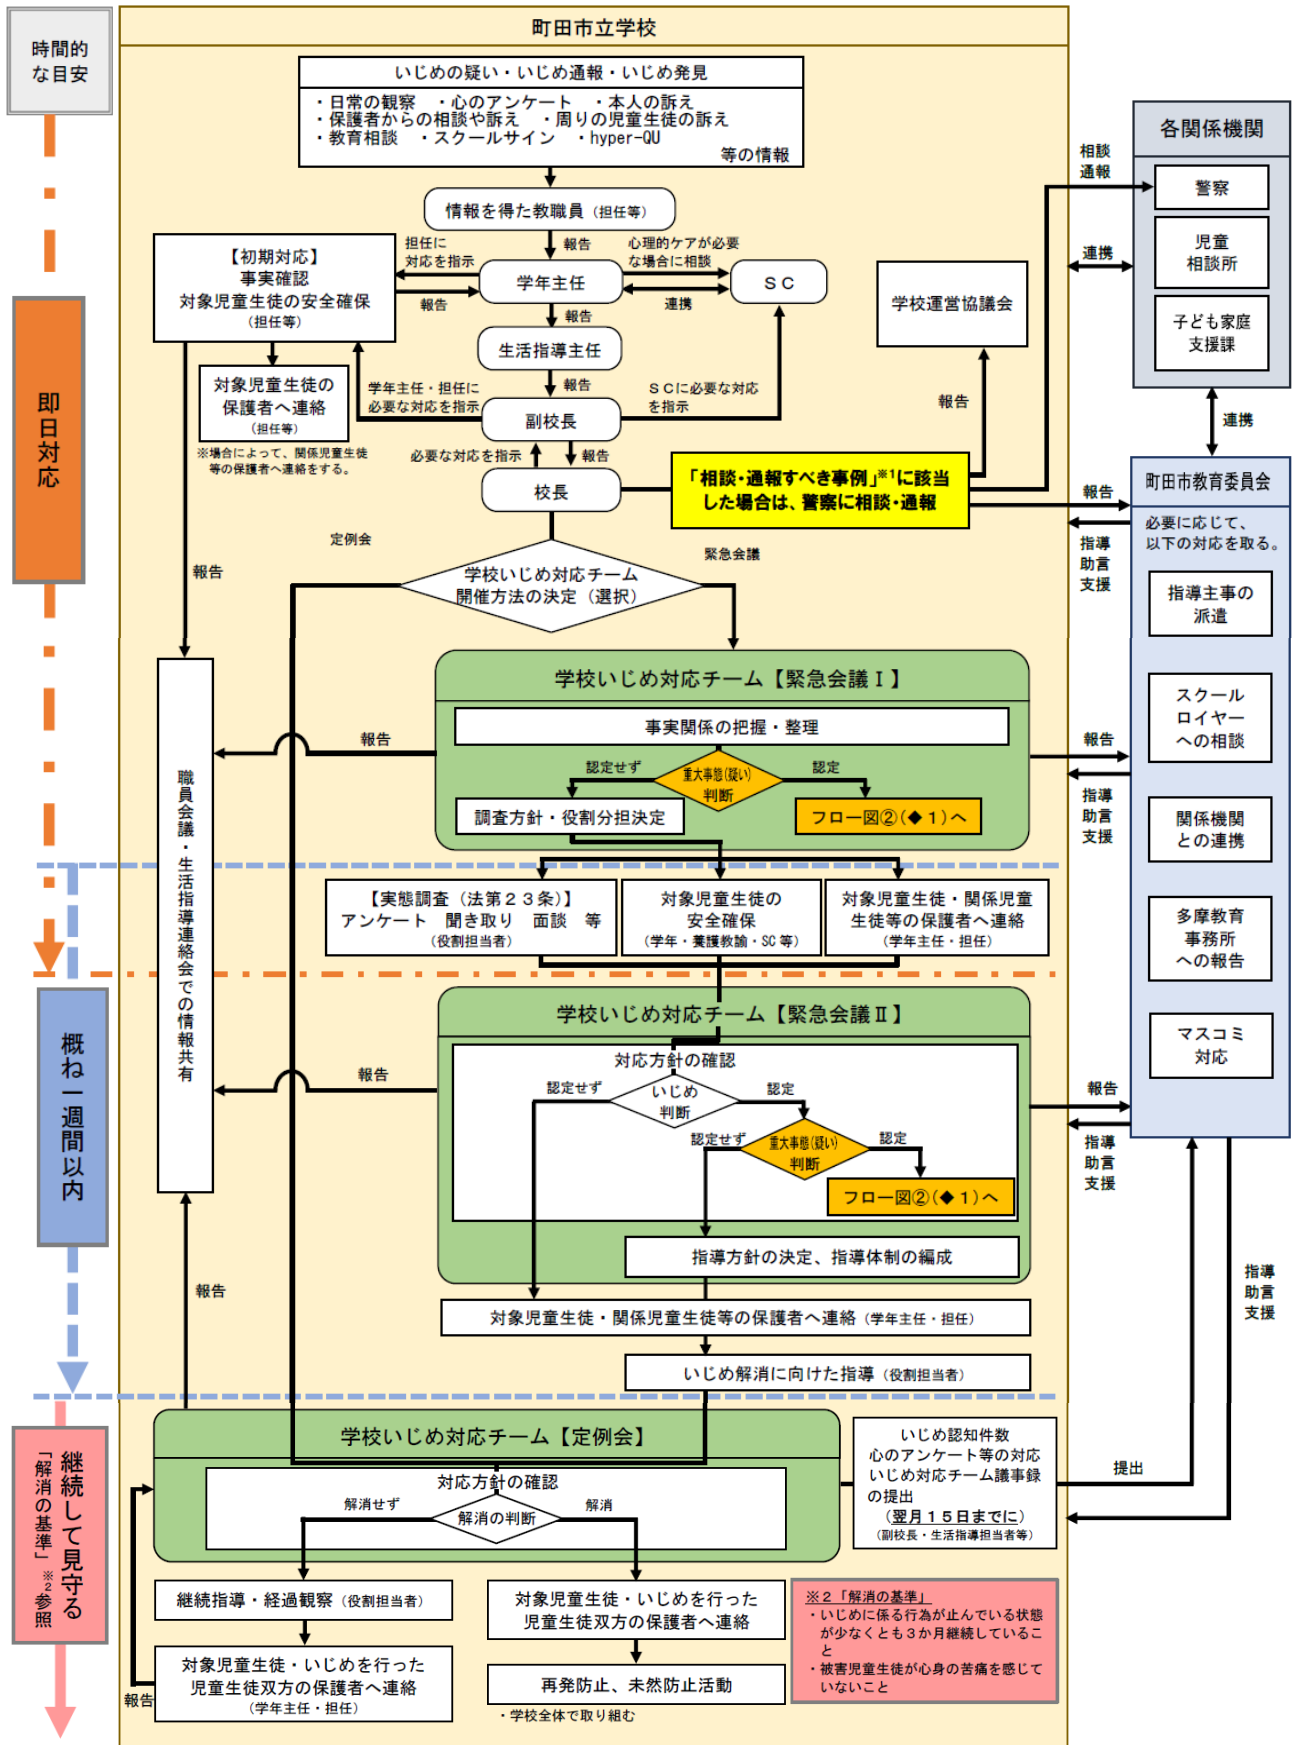 時間的
な目安
町田市立学校
いじめの疑い・いじめ通報・いじめ発見
・日常の観察 ・心のアンケート ・本人の訴え
・保護者からの相談や訴え ・周りの児童生徒の訴え
・教育相談 ・スクールサイン ・hyper-QU
等の情報
情報を得た教職員(担任等)
報告
担任に
対応を指示
心理的ケアが必要
な場合に相談
【初期対応】
事実確認
対象児童生徒の安全確保
(担任等)
報告
学年主任
連携
SC
報告
生活指導主任
対象児童生徒の
保護者へ連絡
(担任等)
※場合によって、関係児童生徒
等の保護者へ連絡をする。
学年主任・担任に
必要な対応を指示
報告
SCに必要な対応
を指示
副校長
必要な対応を指示
報告
校長
学校運営協議会
報告
「相談・通報すべき事例」※1に該当
した場合は、警察に相談・通報
相談
通報
各関係機関
警察
児童
相談所
子ども家庭
支援課
連携
連携
即日対応
定例会
緊急会議
学校いじめ対応チーム
開催方法の決定(選択)
報告
報告
指導
助言
支援
町田市教育委員会
必要に応じて、
以下の対応を取る。
指導主事の
派遣
スクール
ロイヤー
への相談
関係機関
との連携
多摩教育
事務所
への報告
マスコミ
対応
職員会議・生活指導連絡会での情報共有
学校いじめ対応チーム【緊急会議Ⅰ】
事実関係の把握・整理
報告
認定せず
重大事態(疑い)
判断
認定
調査方針・役割分担決定
フロー図②(◆1)へ
報告
指導
助言
支援
【実態調査(法第23条)】
アンケート 聞き取り 面談 等
(役割担当者)
対象児童生徒の
安全確保
(学年・養護教諭・SC等)
対象児童生徒・関係児童
生徒等の保護者へ連絡
(学年主任・担任)
概ね一週間以内
学校いじめ対応チーム【緊急会議Ⅱ】
対応方針の確認
報告
認定せず
いじめ
判断
認定
認定せず
重大事態(疑い)
判断
認定
フロー図②(◆1)へ
指導方針の決定、指導体制の編成
報告
指導
助言
支援
報告
対象児童生徒・関係児童生徒等の保護者へ連絡(学年主任・担任)
いじめ解消に向けた指導(役割担当者)
指導
助言
支援
継続して見守る
「解消の基準」※2参照
学校いじめ対応チーム【定例会】
対応方針の確認
解消せず
解消の判断
解消
いじめ認知件数
心のアンケート等の対応
いじめ対応チーム議事録
の提出
(翌月15日までに)
(副校長・生活指導担当者等)
提出
継続指導・経過観察(役割担当者)
対象児童生徒・いじめを行った
児童生徒双方の保護者へ連絡
(学年主任・担任)
報告
対象児童生徒・いじめを行った
児童生徒双方の保護者へ連絡
再発防止、未然防止活動
・学校全体で取り組む
※2「解消の基準」
・いじめに係る行為が止んでいる状態
が少なくとも3か月継続しているこ
と
・被害児童生徒が心身の苦痛を感じて
いないこと